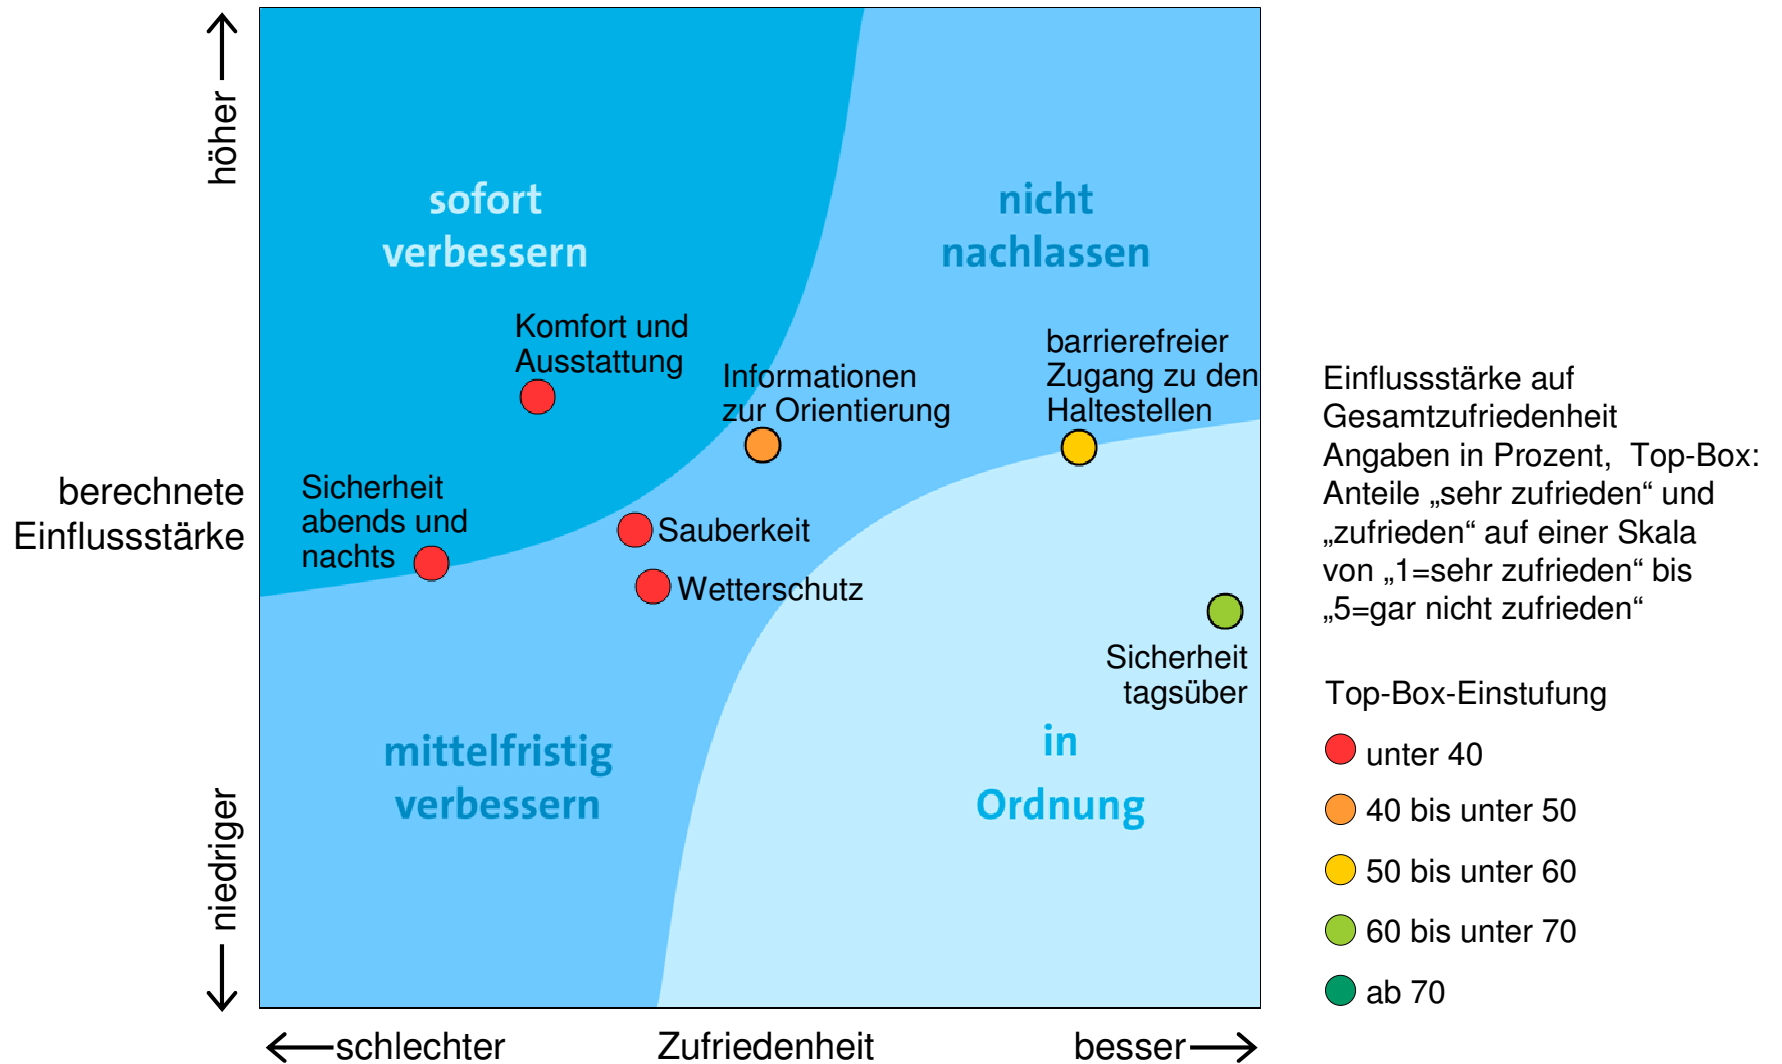 höher
sofort
verbessern
nicht
nachlassen
Komfort und
Ausstattung
Informationen
zur Orientierung
barrierefreier
Zugang zu den
Haltestellen
berechnete
Einflussstärke
Sicherheit
abends und
nachts
Sauberkeit
Wetterschutz
Sicherheit
tagsüber
mittelfristig
verbessern
in
Ordnung
niedriger
schlechter
Zufriedenheit
besser
Einflussstärke auf
Gesamtzufriedenheit
Angaben in Prozent, Top-Box:
Anteile „sehr zufrieden“ und
„zufrieden“ auf einer Skala
von „1=sehr zufrieden“ bis
„5=gar nicht zufrieden“
Top-Box-Einstufung
unter 40
40 bis unter 50
50 bis unter 60
60 bis unter 70
ab 70